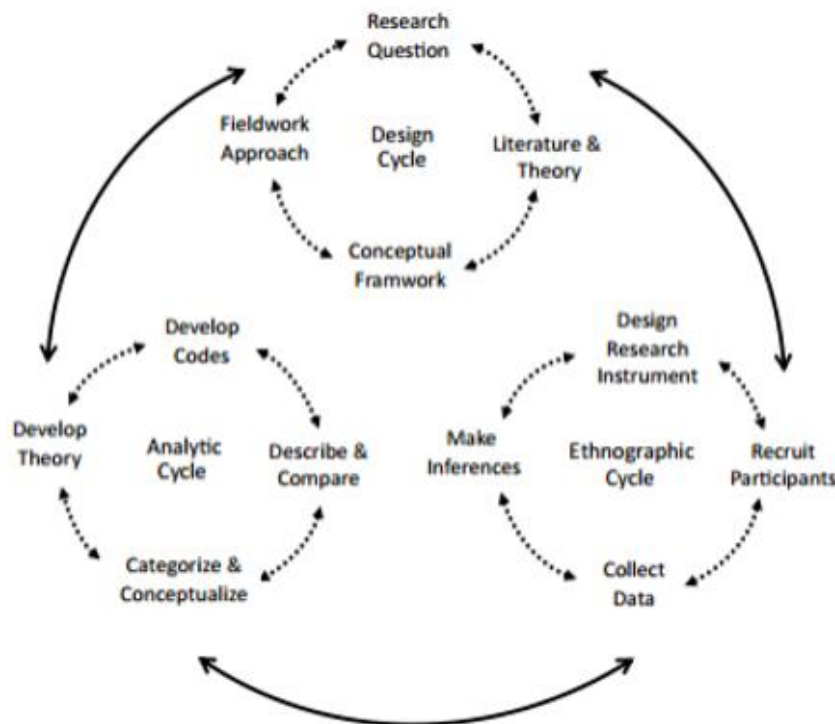 Research
Question
Fieldwork
Approach
Design
Cycle
Literature &
Theory
Conceptual
Framwork
Develop
Codes
Develop
Theory
Analytic
Cycle
Describe &
Compare
Categorize &
Conceptualize
Design
Research
Instrument
Make
Inferences
Ethnographic
Cycle
Recruit
Participants
Collect
Data